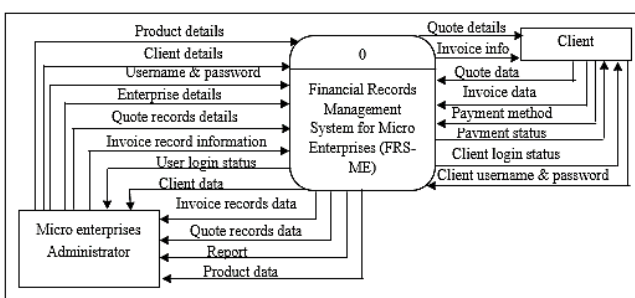 Product details
Client details
Username & password
Enterprise details
Quote records details
Invoice record information
User login status
Client data
Invoice records data
Quote records data
Report
Product data
Micro enterprises
Administrator
0
Financial Records
Management
System for Micro
Enterprises (FRS-
ME)
Quote details
Invoice info
Quote data
Invoice data
Payment method
Payment status
Client login status
Client username & password
Client